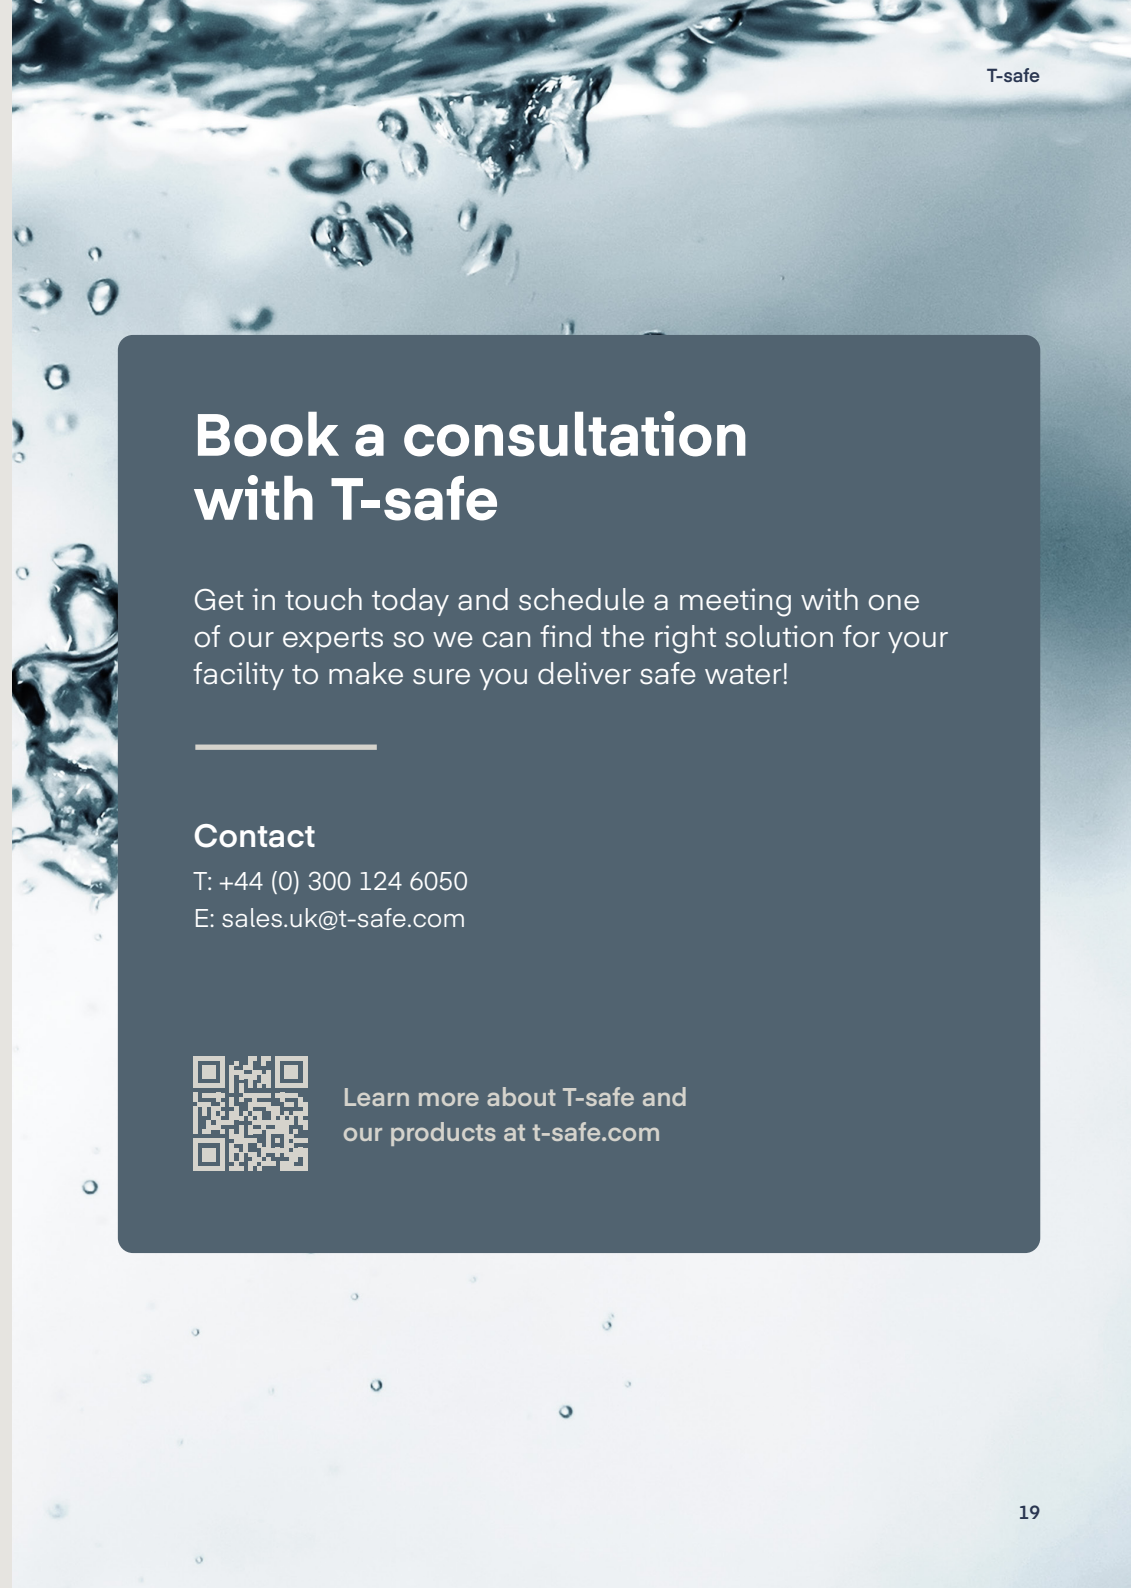 T-safe
Book a consultation
with T-safe
Get in touch today and schedule a meeting with one
of our experts so we can find the right solution for your
facility to make sure you deliver safe water!
Contact
T: +44 (0) 300 124 6050
E: sales.uk@t-safe.com
Learn more about T-safe and
our products at t-safe.com
19